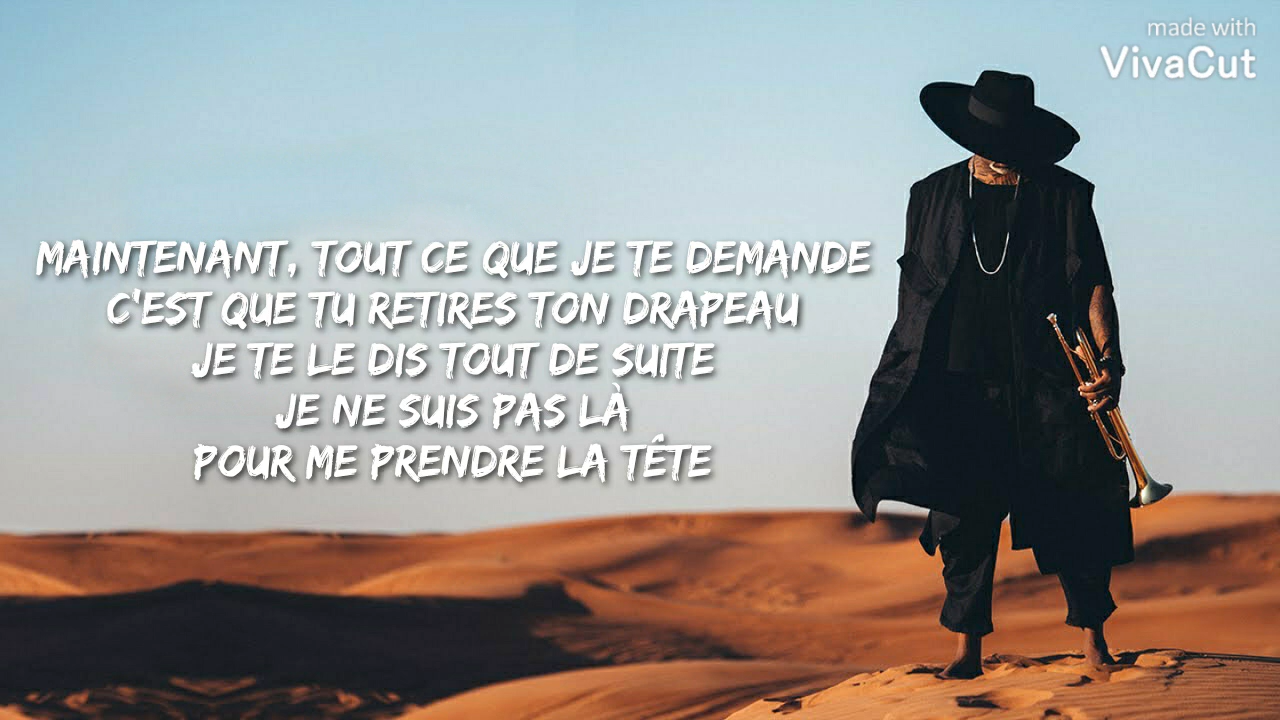 made with
VivaCut
MAINTENANT, TOUT CE QUE JE TE DEMANDE
C'EST QUE TU RETIRES TON DRAPEAU
JE TE LE DIS TOUT DE SUITE
JE NE SUIS PAS LÀ
POUR ME PRENDRE LA TÊTE